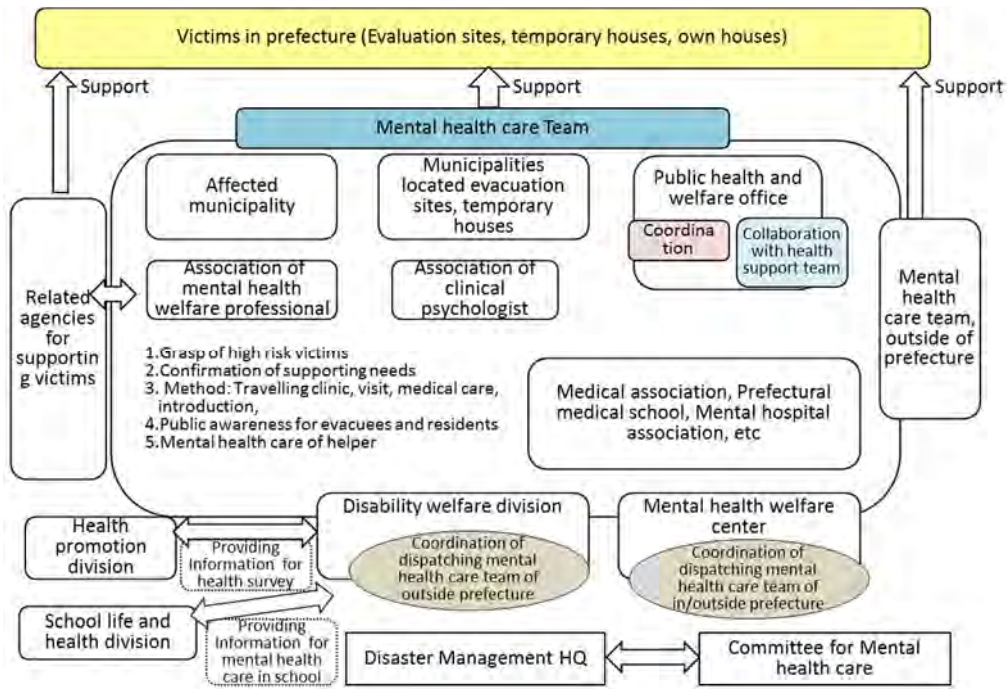 Victims in prefecture (Evaluation sites, temporary houses, own houses)
Support
Support
Support
Mental health care Team
Affected
municipality
Municipalities
located evacuation
sites, temporary
houses
Public health and
welfare office
Coordina
tion
Collaboration
with health
support team
Related
agencies
for
supportin
g victims
Association of
mental health
welfare professional
Association of
clinical
psychologist
Mental
health
care team,
outside of
prefecture
1.Grasp of high risk victims
2.Confirmation of supporting needs
3. Method: Travelling clinic, visit, medical care,
introduction,
4.Public awareness for evacuees and residents
5.Mental health care of helper
Medical association, Prefectural
medical school, Mental hospital
association, etc
Health
promotion
division
Providing
Information for
health survey
Disability welfare division
Coordination of
dispatching mental
health care team of
outside prefecture
Mental health welfare
center
Coordination of
dispatching mental
health care team of
in/outside prefecture
School life and
health division
Providing
Information for
mental health
care in school
Disaster Management HQ
Committee for Mental
health care